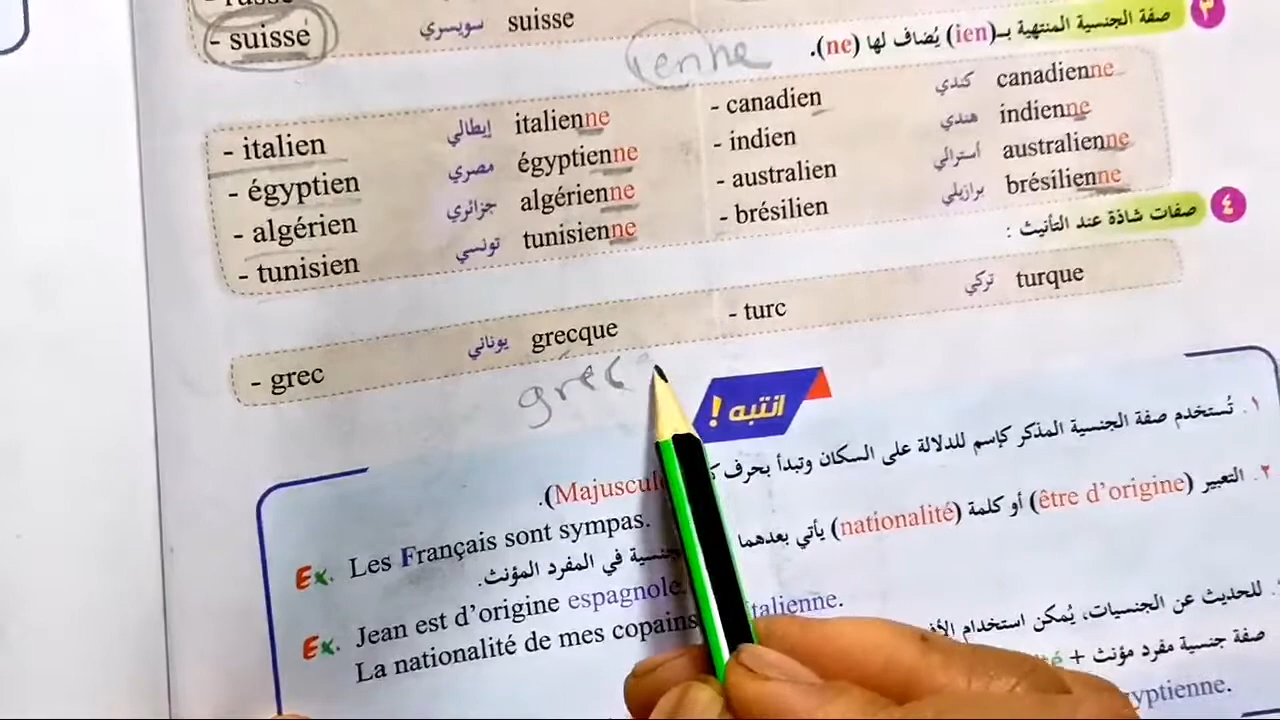 - suissé سويسري suisse
٣ صفة الجنسية المنتهية بـ(ien) يُضاف لها (ne).
ienne
- italien إيطالي italienne - canadien كندي canadienne
- égyptien مصري égyptienne - indien هندي indienne
- algérien جزائري algérienne - australien أسترالي australienne
- tunisien تونسي tunisienne - brésilien برازيلي brésilienne
٤ صفات شاذة عند التأنيث :
- grec يوناني grecque - turc تركي turque
grec
انتبه !
١. تُستخدم صفة الجنسية المذكر كإسم للدلالة على السكان وتبدأ بحرف
(Majuscul
Ex. Les Français sont sympas.
٢. التعبير (être d’origine) أو كلمة (nationalité) يأتي بعدهما
جنسية في المفرد المؤنث.
Ex. Jean est d’origine espagnole.
La nationalité de mes copains italienne.
للحديث عن الجنسيات، يُمكن استخدام
صفة جنسية مفرد مؤنث +
gyptienne.